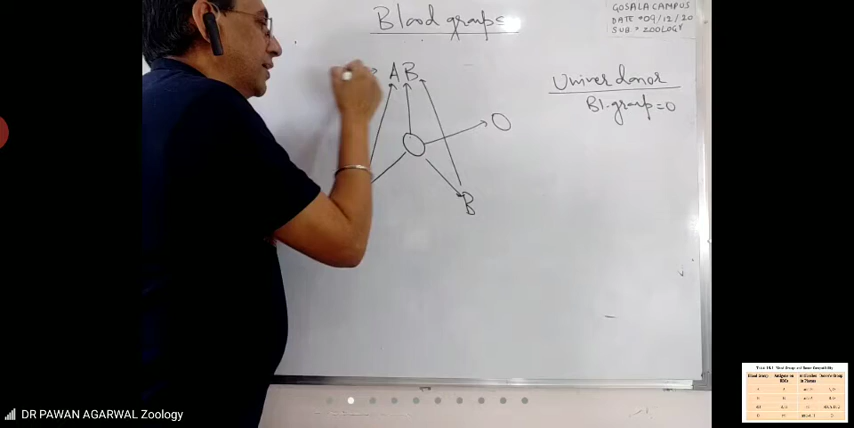 Blood groups
GOSALA CAMPUS
DATE *09/12/20
SUB * ZOOLOGY
AB
Univer donor
Bl. group = O
O
O
B
DR PAWAN AGARWAL Zoology